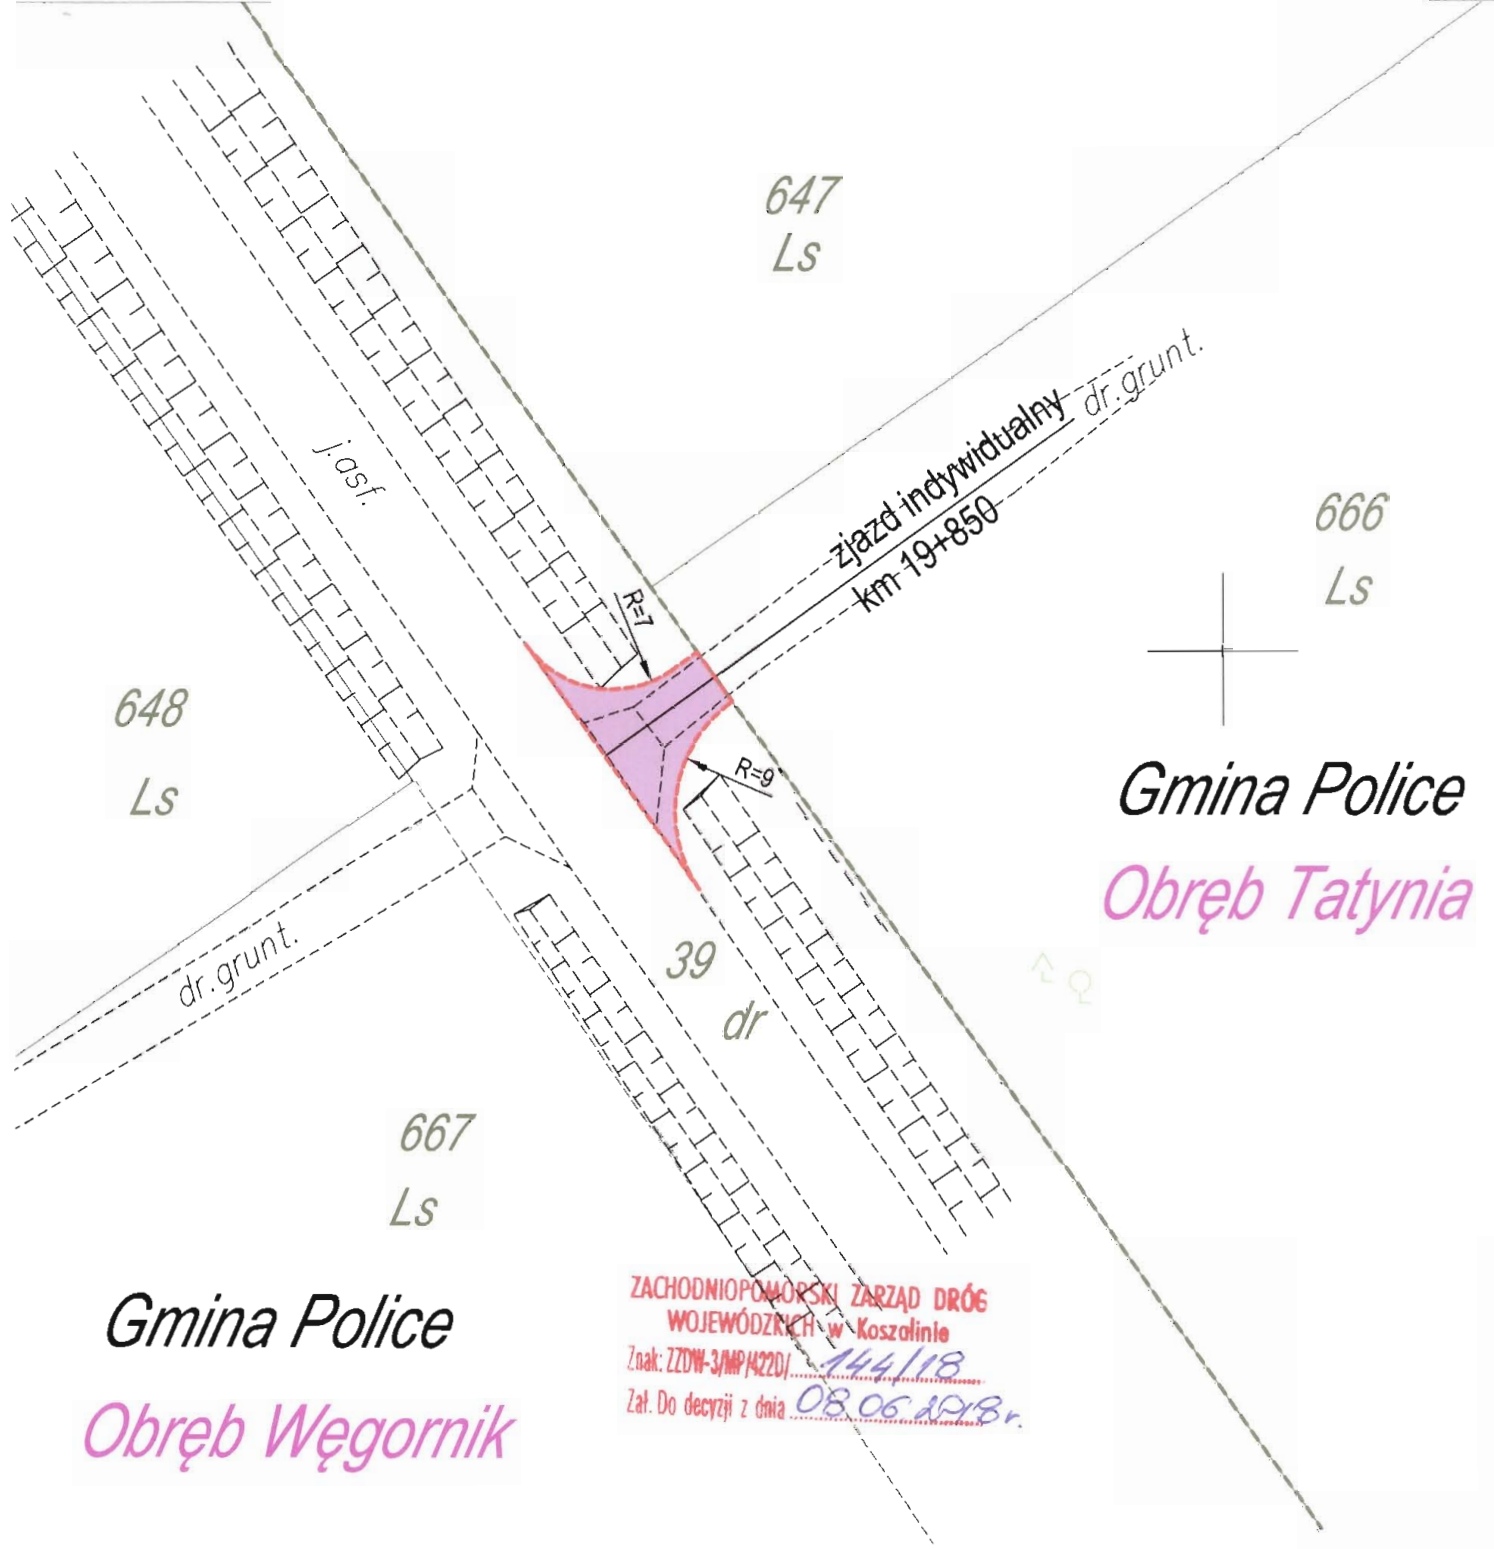 647
Ls
dr.grunt.
zjazd indywidualny
km 19+850
j.asf.
666
Ls
R=7
648
Ls
R=9
Gmina Police
Obręb Tatynia
dr.grunt.
39
dr
667
Ls
Gmina Police
Obręb Węgornik
ZACHODNIOPOMORSKI ZARZĄD DRÓG
WOJEWÓDZKICH w Koszalinie
Znak: ZZDW-3/MP/422D/ 144/18
Zał. Do decyzji z dnia 08.06.2018 r.